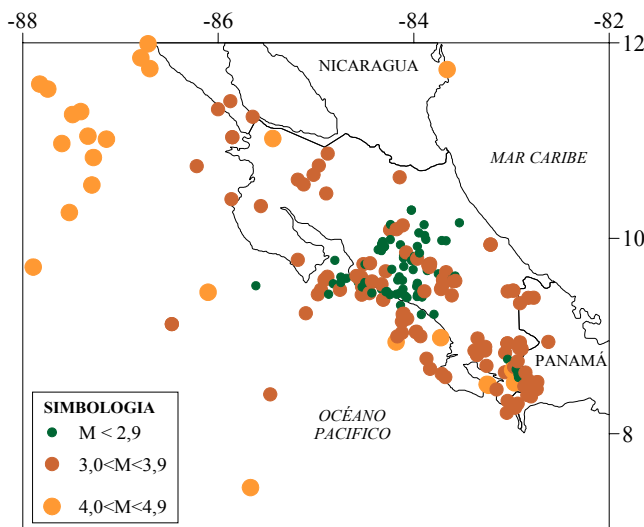 -88
-86
-84
-82
12
NICARAGUA
MAR CARIBE
10
PANAMÁ
SIMBOLOGIA
M < 2,9
3,0<M<3,9
4,0<M<4,9
OCÉANO
PACIFICO
8